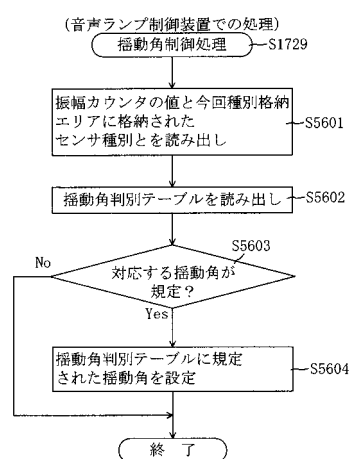 (音声ランプ制御装置での処理)
揺動角制御処理
S1729
振幅カウンタの値と今回種別格納
エリアに格納された
センサ種別とを読み出し
S5601
揺動角判別テーブルを読み出し
S5602
S5603
対応する揺動角が
規定?
No
Yes
揺動角判別テーブルに規定
された揺動角を設定
S5604
終 了